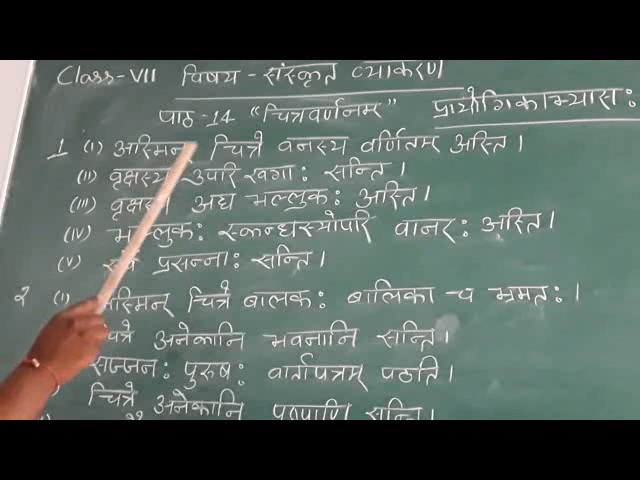 Class-VII विषय - संस्कृत व्याकरण
पाठ-14 "चित्रवर्णनम्" प्रायोगिकाभ्यासः
1 (i) अस्मिन् चित्रे वनस्य वर्णितम् अस्ति।
(ii) वृक्षस्य उपरि खगाः सन्ति।
(iii) अध भल्लुकः अस्ति।
(iv) भल्लुकः स्कन्धस्योपरि वानरः अस्ति।
(v) प्रसन्नाः सन्ति।
2 (i) अस्मिन् चित्रे बालकः बालिका च भ्रमतः।
चित्रे अनेकानि भवनानि सन्ति।
सज्जनः पुरुषः वार्तापत्रम् पठति।
चित्रे अनेकानि सन्ति।